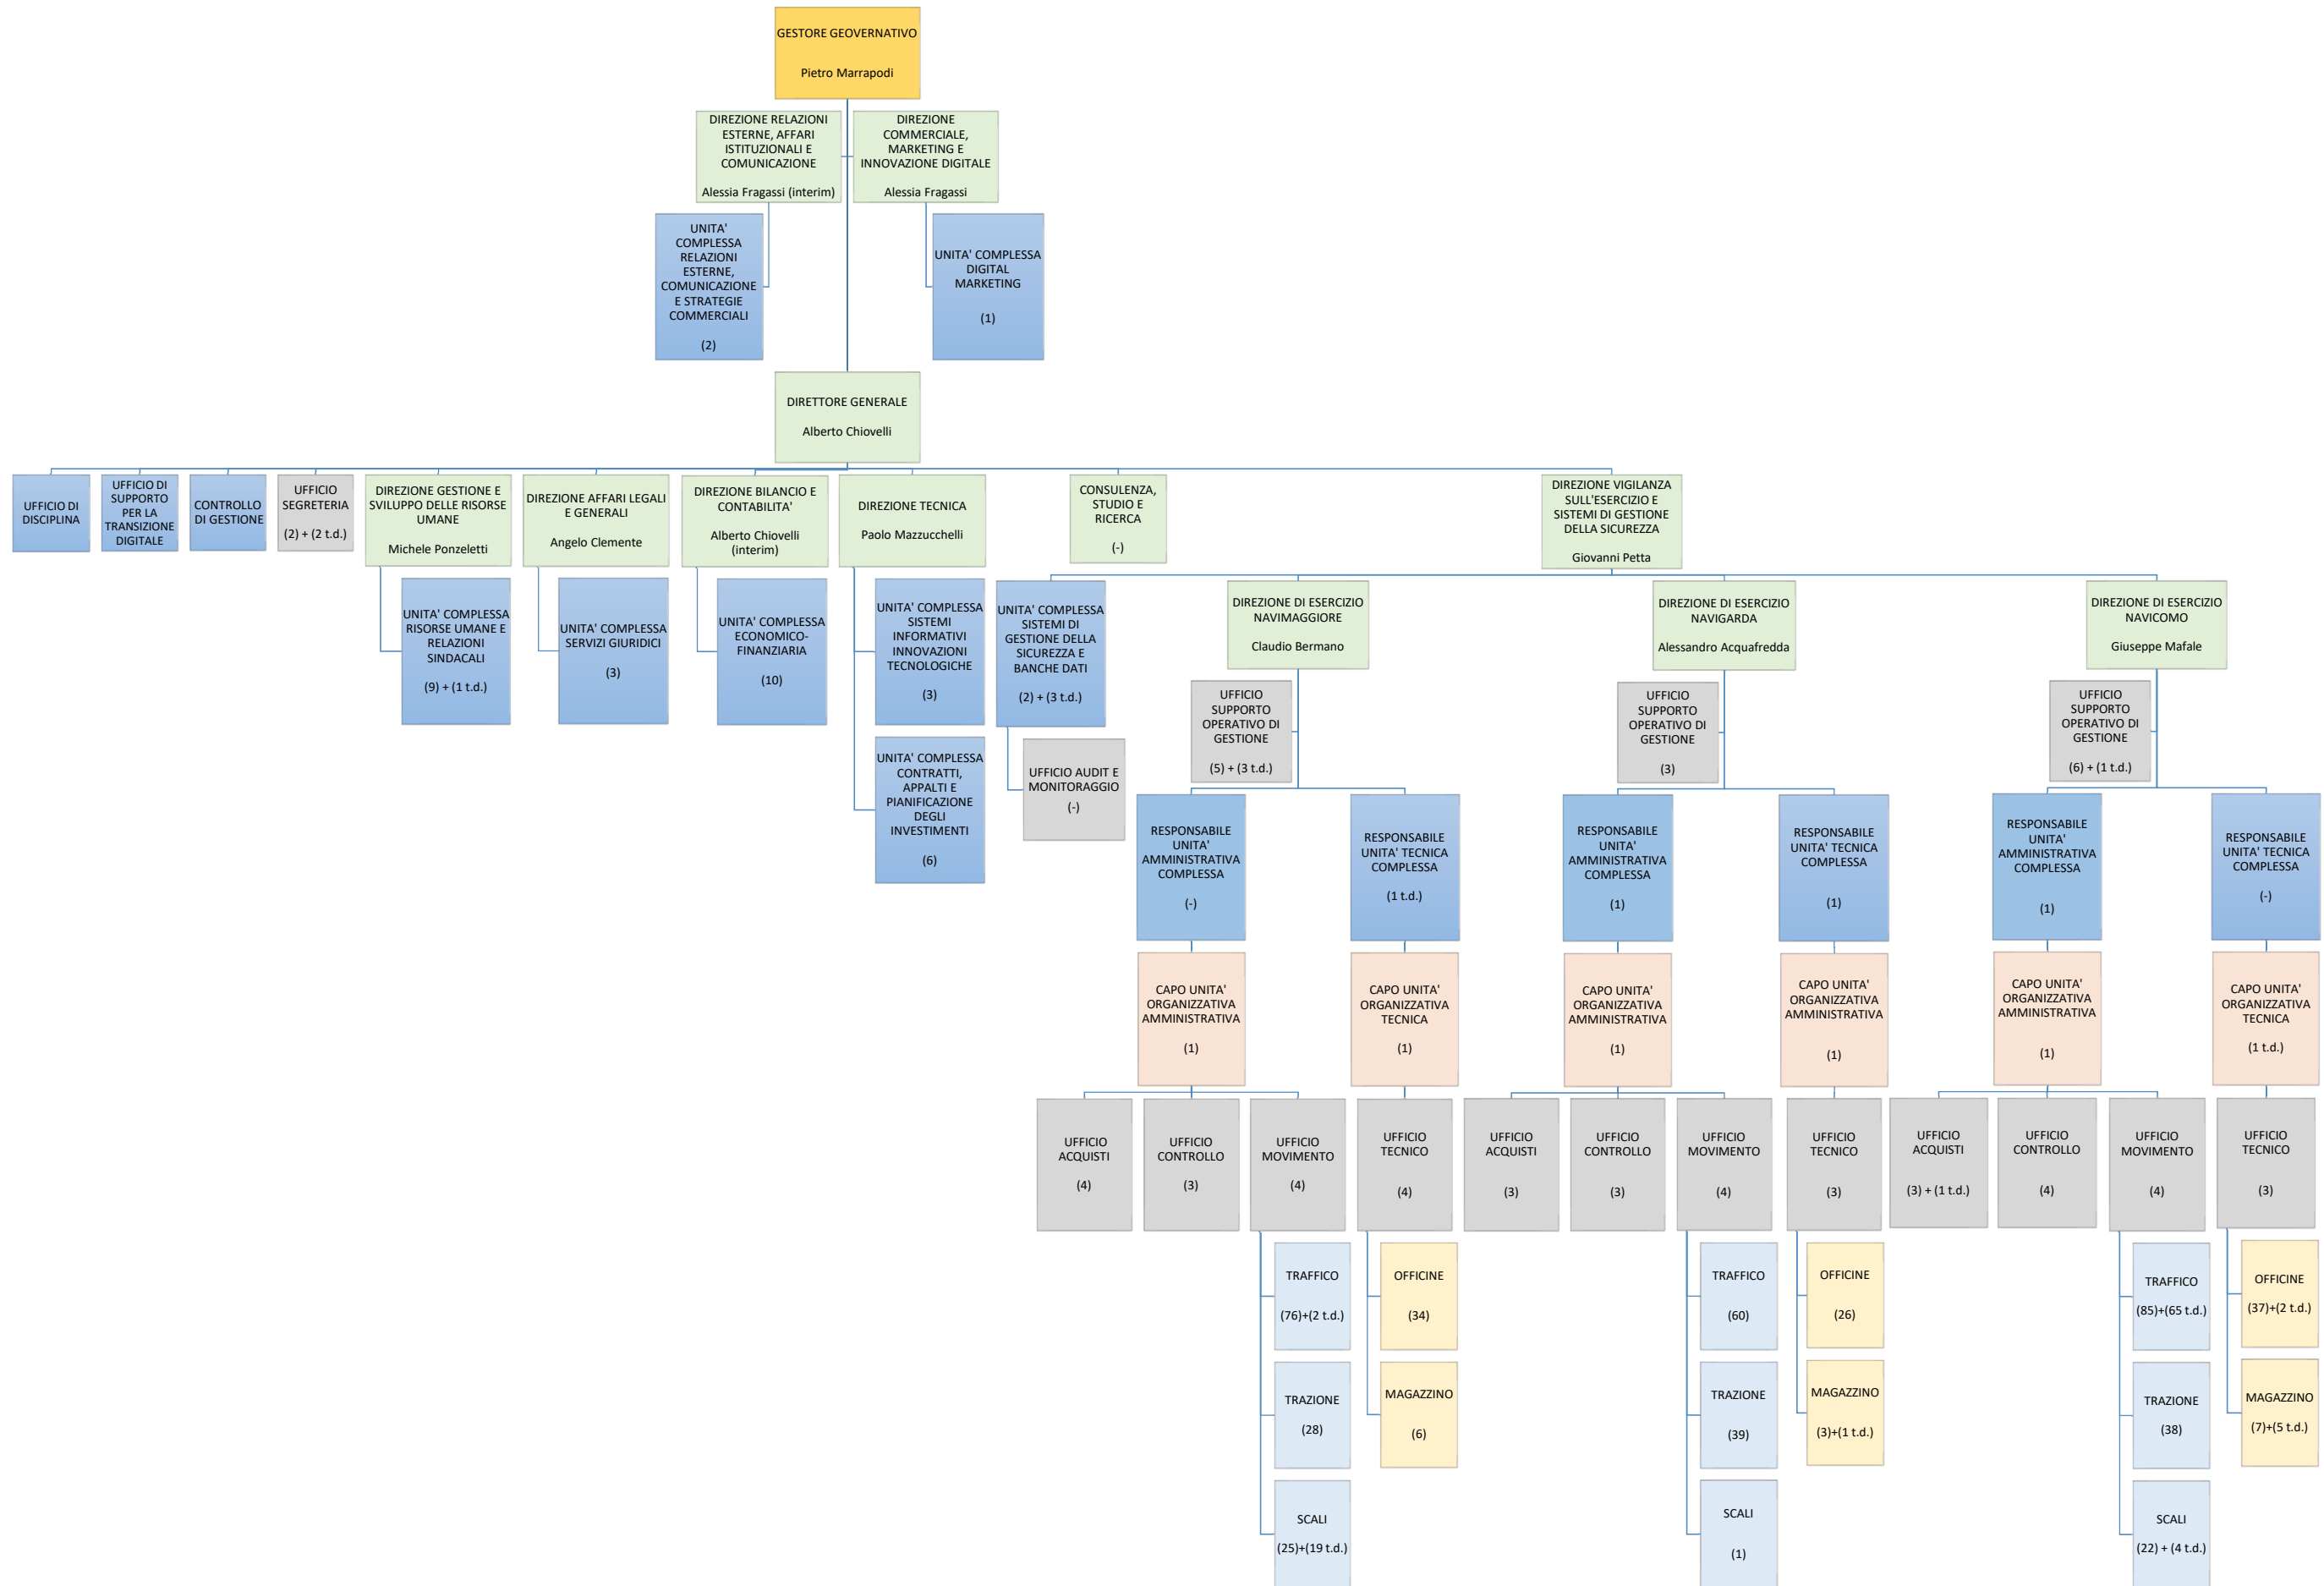 GESTORE GEOVERNATIVO
Pietro Marrapodi
DIREZIONE RELAZIONI
ESTERNE, AFFARI
ISTITUZIONALI E
COMUNICAZIONE
Alessia Fragassi (interim)
DIREZIONE
COMMERCIALE,
MARKETING E
INNOVAZIONE DIGITALE
Alessia Fragassi
UNITA'
COMPLESSA
RELAZIONI
ESTERNE,
COMUNICAZIONE
E STRATEGIE
COMMERCIALI
(2)
UNITA' COMPLESSA
DIGITAL
MARKETING
(1)
DIRETTORE GENERALE
Alberto Chiovelli
UFFICIO DI
DISCIPLINA
UFFICIO DI
SUPPORTO
PER LA
TRANSIZIONE
DIGITALE
CONTROLLO
DI GESTIONE
UFFICIO
SEGRETERIA
(2) + (2 t.d.)
DIREZIONE GESTIONE E
SVILUPPO DELLE RISORSE
UMANE
Michele Ponzeletti
DIREZIONE AFFARI LEGALI
E GENERALI
Angelo Clemente
DIREZIONE BILANCIO E
CONTABILITA'
Alberto Chiovelli
(interim)
DIREZIONE TECNICA
Paolo Mazzucchelli
CONSULENZA,
STUDIO E
RICERCA
(-)
DIREZIONE VIGILANZA
SULL'ESERCIZIO E
SISTEMI DI GESTIONE
DELLA SICUREZZA
Giovanni Petta
UNITA' COMPLESSA
RISORSE UMANE E
RELAZIONI
SINDACALI
(9) + (1 t.d.)
UNITA' COMPLESSA
SERVIZI GIURIDICI
(3)
UNITA' COMPLESSA
ECONOMICO-
FINANZIARIA
(10)
UNITA' COMPLESSA
SISTEMI
INFORMATIVI
INNOVAZIONI
TECNOLOGICHE
(3)
UNITA' COMPLESSA
CONTRATTI,
APPALTI E
PIANIFICAZIONE
DEGLI
INVESTIMENTI
(6)
UNITA' COMPLESSA
SISTEMI DI
GESTIONE DELLA
SICUREZZA E
BANCHE DATI
(2) + (3 t.d.)
UFFICIO AUDIT E
MONITORAGGIO
(-)
DIREZIONE DI ESERCIZIO
NAVIMAGGIORE
Claudio Bermano
UFFICIO
SUPPORTO
OPERATIVO DI
GESTIONE
(5) + (3 t.d.)
RESPONSABILE
UNITA'
AMMINISTRATIVA
COMPLESSA
(-)
RESPONSABILE
UNITA' TECNICA
COMPLESSA
(1 t.d.)
CAPO UNITA'
ORGANIZZATIVA
AMMINISTRATIVA
(1)
CAPO UNITA'
ORGANIZZATIVA
TECNICA
(1)
UFFICIO
ACQUISTI
(4)
UFFICIO
CONTROLLO
(3)
UFFICIO
MOVIMENTO
(4)
UFFICIO
TECNICO
(4)
TRAFFICO
(76)+(2 t.d.)
TRAZIONE
(28)
SCALI
(25)+(19 t.d.)
OFFICINE
(34)
MAGAZZINO
(6)
DIREZIONE DI ESERCIZIO
NAVIGARDA
Alessandro Acquafredda
UFFICIO
SUPPORTO
OPERATIVO DI
GESTIONE
(3)
RESPONSABILE
UNITA'
AMMINISTRATIVA
COMPLESSA
(1)
RESPONSABILE
UNITA' TECNICA
COMPLESSA
(1)
CAPO UNITA'
ORGANIZZATIVA
AMMINISTRATIVA
(1)
CAPO UNITA'
ORGANIZZATIVA
AMMINISTRATIVA
(1)
UFFICIO
ACQUISTI
(3)
UFFICIO
CONTROLLO
(3)
UFFICIO
MOVIMENTO
(4)
UFFICIO
TECNICO
(3)
TRAFFICO
(60)
TRAZIONE
(39)
SCALI
(1)
OFFICINE
(26)
MAGAZZINO
(3)+(1 t.d.)
DIREZIONE DI ESERCIZIO
NAVICOMO
Giuseppe Mafale
UFFICIO
SUPPORTO
OPERATIVO DI
GESTIONE
(6) + (1 t.d.)
RESPONSABILE
UNITA'
AMMINISTRATIVA
COMPLESSA
(1)
RESPONSABILE
UNITA' TECNICA
COMPLESSA
(-)
CAPO UNITA'
ORGANIZZATIVA
AMMINISTRATIVA
(1)
CAPO UNITA'
ORGANIZZATIVA
TECNICA
(1 t.d.)
UFFICIO
ACQUISTI
(3) + (1 t.d.)
UFFICIO
CONTROLLO
(4)
UFFICIO
MOVIMENTO
(4)
UFFICIO
TECNICO
(3)
TRAFFICO
(85)+(65 t.d.)
TRAZIONE
(38)
SCALI
(22) + (4 t.d.)
OFFICINE
(37)+(2 t.d.)
MAGAZZINO
(7)+(5 t.d.)